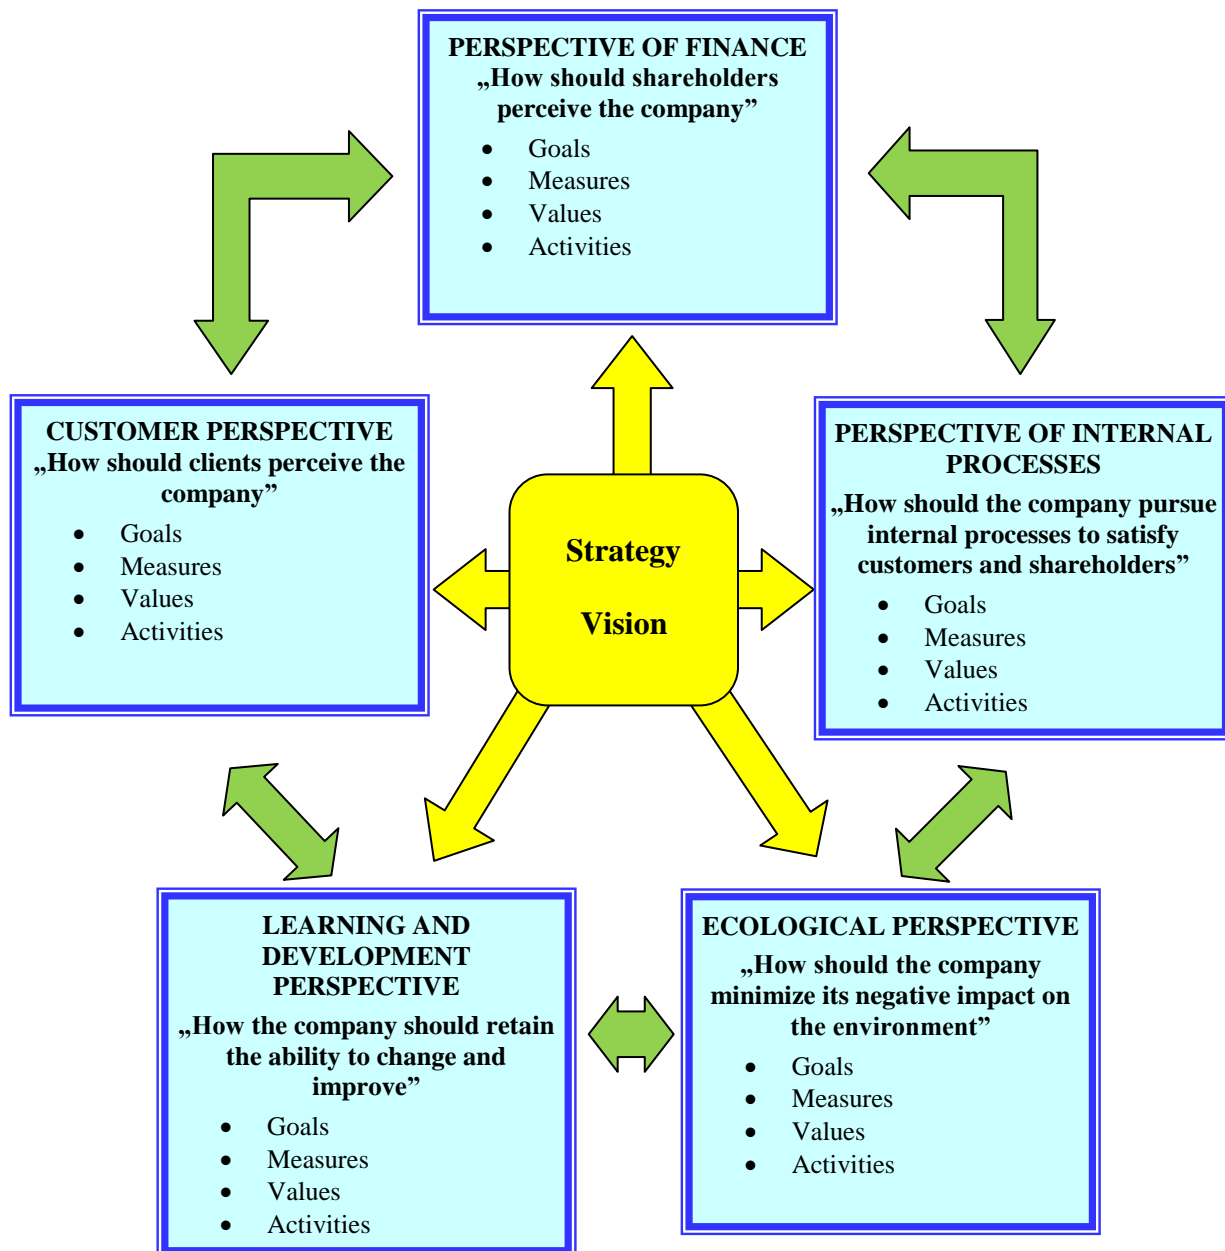 PERSPECTIVE OF FINANCE
„How should shareholders
perceive the company”
• Goals
• Measures
• Values
• Activities
CUSTOMER PERSPECTIVE
„How should clients perceive the
company”
• Goals
• Measures
• Values
• Activities
Strategy
Vision
PERSPECTIVE OF INTERNAL
PROCESSES
„How should the company pursue
internal processes to satisfy
customers and shareholders”
• Goals
• Measures
• Values
• Activities
LEARNING AND
DEVELOPMENT
PERSPECTIVE
„How the company should retain
the ability to change and
improve”
• Goals
• Measures
• Values
• Activities
ECOLOGICAL PERSPECTIVE
„How should the company
minimize its negative impact on
the environment”
• Goals
• Measures
• Values
• Activities